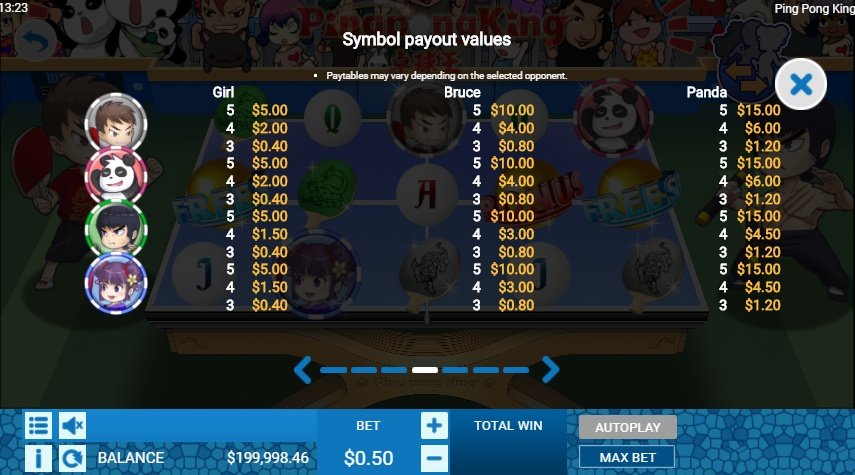 13:23
Ping Pong King
Symbol payout values
• Paytables may vary depending on the selected opponent.
Girl Bruce Panda
5 $5.00 5 $10.00 5 $15.00
4 $2.00 4 $4.00 4 $6.00
3 $0.40 3 $0.80 3 $1.20
5 $5.00 5 $10.00 5 $15.00
4 $2.00 4 $4.00 4 $6.00
3 $0.40 3 $0.80 3 $1.20
5 $5.00 5 $10.00 5 $15.00
4 $1.50 4 $3.00 4 $4.50
3 $0.40 3 $0.80 3 $1.20
5 $5.00 5 $10.00 5 $15.00
4 $1.50 4 $3.00 4 $4.50
3 $0.40 3 $0.80 3 $1.20
Q
FREE BONUS FREE
A
J J
Ping pong King
BET TOTAL WIN AUTOPLAY
BALANCE $199,998.46 $0.50 MAX BET